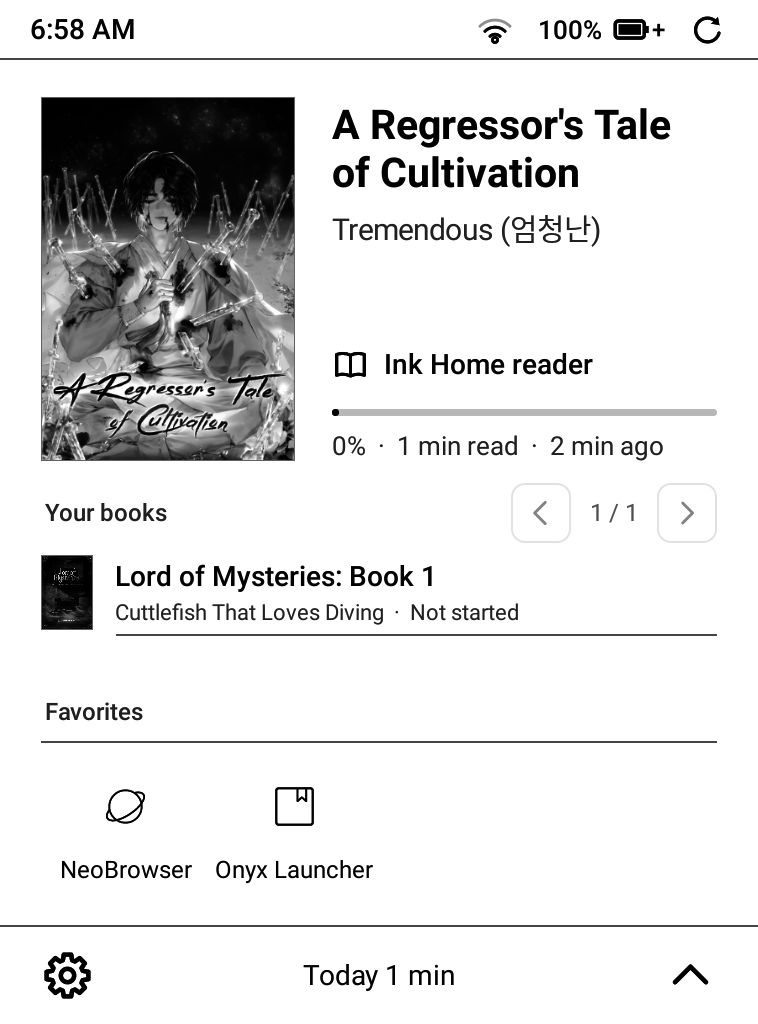 6:58 AM
100%
A Regressor's Tale
of Cultivation
Tremendous (엄청난)
A Regressor's Tale
of Cultivation
Ink Home reader
0% · 1 min read · 2 min ago
Your books
1 / 1
Lord of Mysteries: Book 1
Cuttlefish That Loves Diving · Not started
Favorites
NeoBrowser
Onyx Launcher
Today 1 min